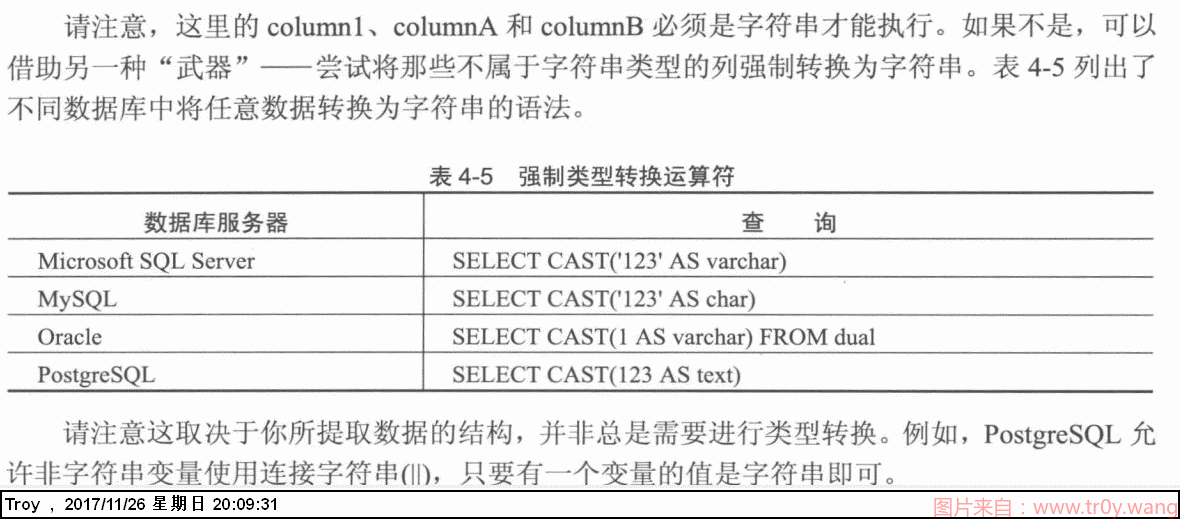 请注意，这里的 column1、columnA 和 columnB 必须是字符串才能执行。如果不是，可以
借助另一种“武器”——尝试将那些不属于字符串类型的列强制转换为字符串。表 4-5 列出了
不同数据库中将任意数据转换为字符串的语法。
表 4-5 强制类型转换运算符
数据库服务器 查 询
Microsoft SQL Server SELECT CAST('123' AS varchar)
MySQL SELECT CAST('123' AS char)
Oracle SELECT CAST(1 AS varchar) FROM dual
PostgreSQL SELECT CAST(123 AS text)
请注意这取决于你所提取数据的结构，并非总是需要进行类型转换。例如，PostgreSQL 允
许非字符串变量使用连接字符串(||)，只要有一个变量的值是字符串即可。
Troy , 2017/11/26 星期日 20:09:31
图片来自：www.tr0y.wang